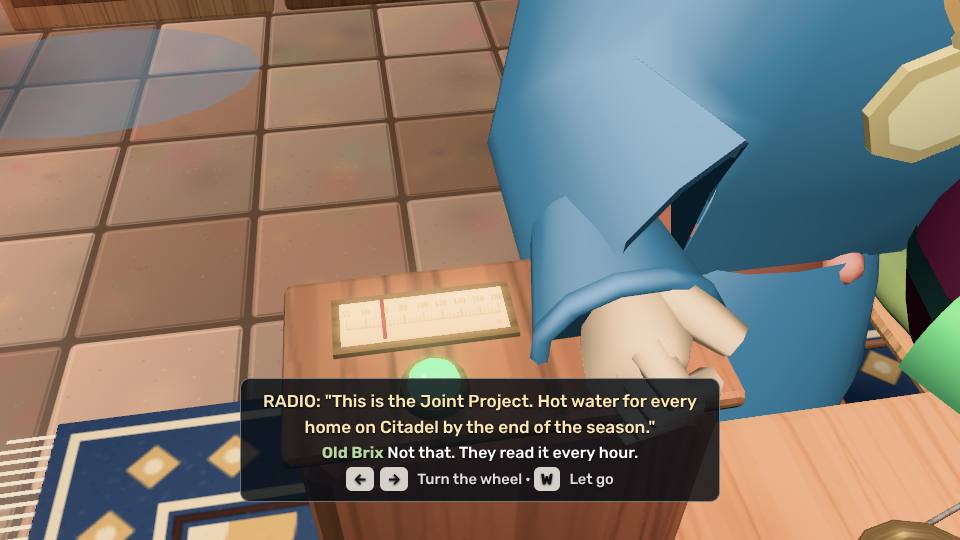 RADIO: "This is the Joint Project. Hot water for every
home on Citadel by the end of the season."
Old Brix Not that. They read it every hour.
← → Turn the wheel · W Let go